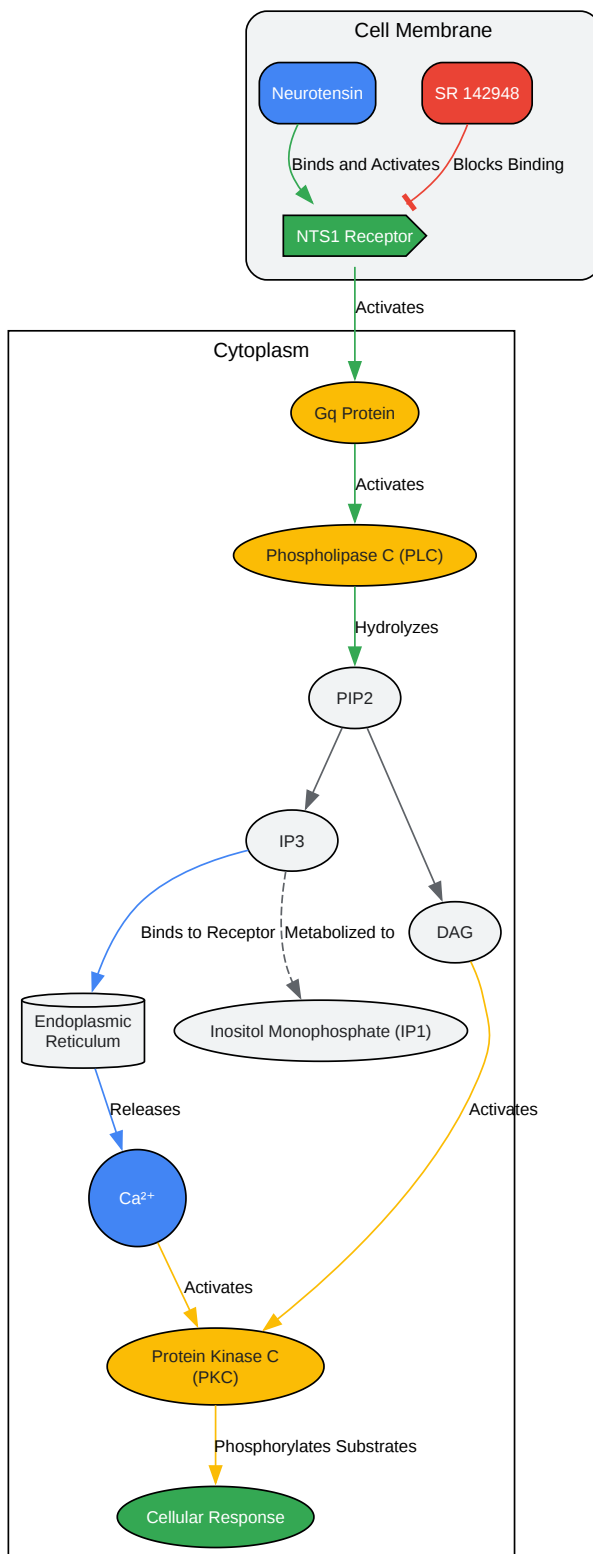 Cell Membrane
Neurotensin
SR 142948
Binds and Activates
Blocks Binding
NTS1 Receptor
Activates
Cytoplasm
Gq Protein
Activates
Phospholipase C (PLC)
Hydrolyzes
PIP2
IP3
DAG
Binds to Receptor
Metabolized to
Endoplasmic
Reticulum
Inositol Monophosphate (IP1)
Releases
Activates
Ca²⁺
Activates
Protein Kinase C
(PKC)
Phosphorylates Substrates
Cellular Response